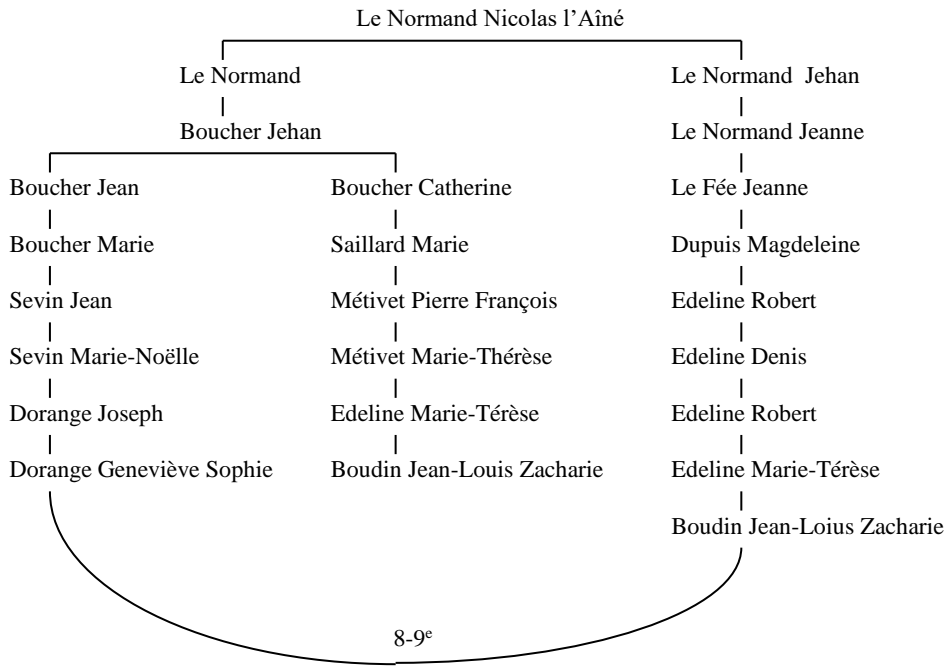 Le Normand Nicolas l’Aîné
Le Normand Le Normand Jehan
Boucher Jehan Le Normand Jeanne
Boucher Jean Boucher Catherine Le Fée Jeanne
Boucher Marie Saillard Marie Dupuis Magdeleine
Sevin Jean Métivet Pierre François Edeline Robert
Sevin Marie-Noëlle Métivet Marie-Thérèse Edeline Denis
Dorange Joseph Edeline Marie-Térèse Edeline Robert
Dorange Geneviève Sophie Boudin Jean-Louis Zacharie Edeline Marie-Térèse
Boudin Jean-Loius Zacharie
8-9e